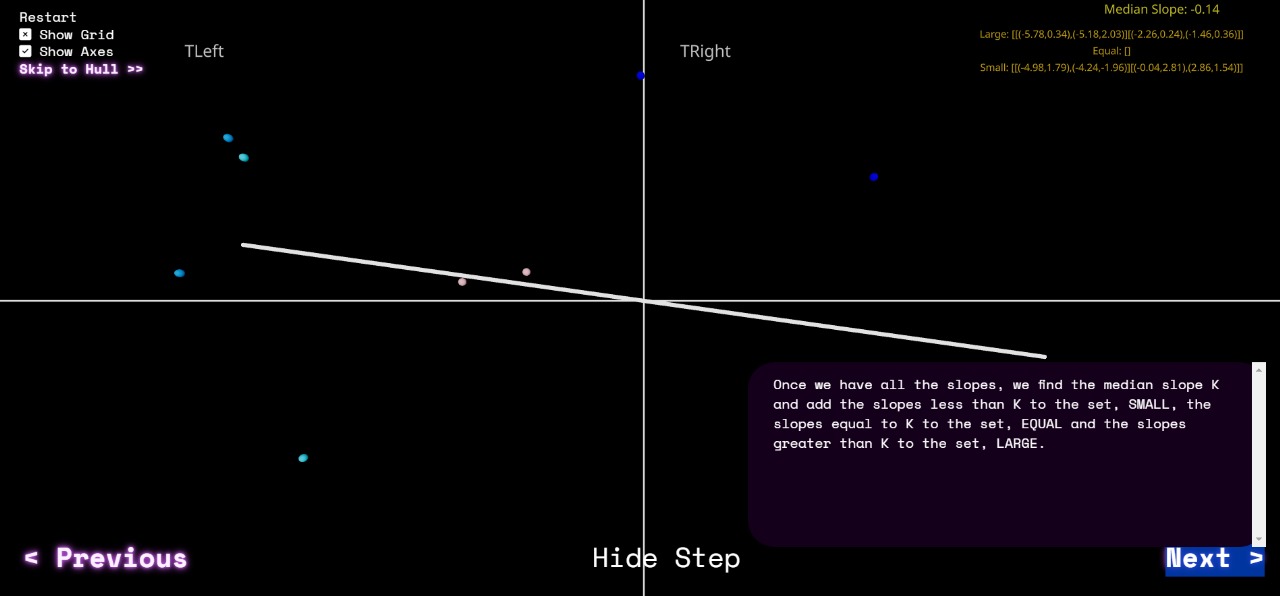 Restart
Show Grid
Show Axes
Skip to Hull >>
TLeft
TRight
Median Slope: -0.14
Large: [[(-5.78,0.34),(-5.18,2.03)][(-2.26,0.24),(-1.46,0.36)]]
Equal: []
Small: [[(-4.98,1.79),(-4.24,-1.96)][(-0.04,2.81),(2.86,1.54)]]
Once we have all the slopes, we find the median slope K
and add the slopes less than K to the set, SMALL, the
slopes equal to K to the set, EQUAL and the slopes
greater than K to the set, LARGE.
< Previous
Hide Step
Next >